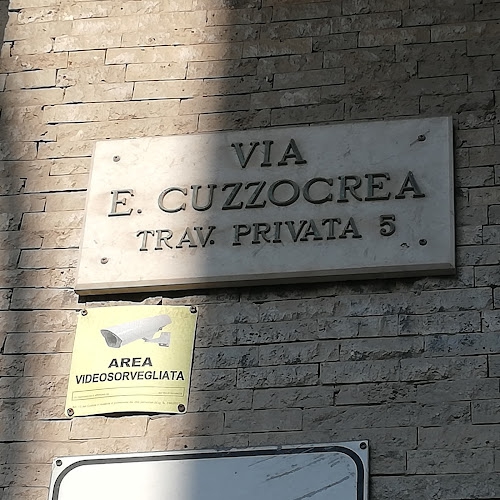 VIA
E. CUZZOCREA
TRAV. PRIVATA 5
AREA
VIDEOSORVEGLIATA